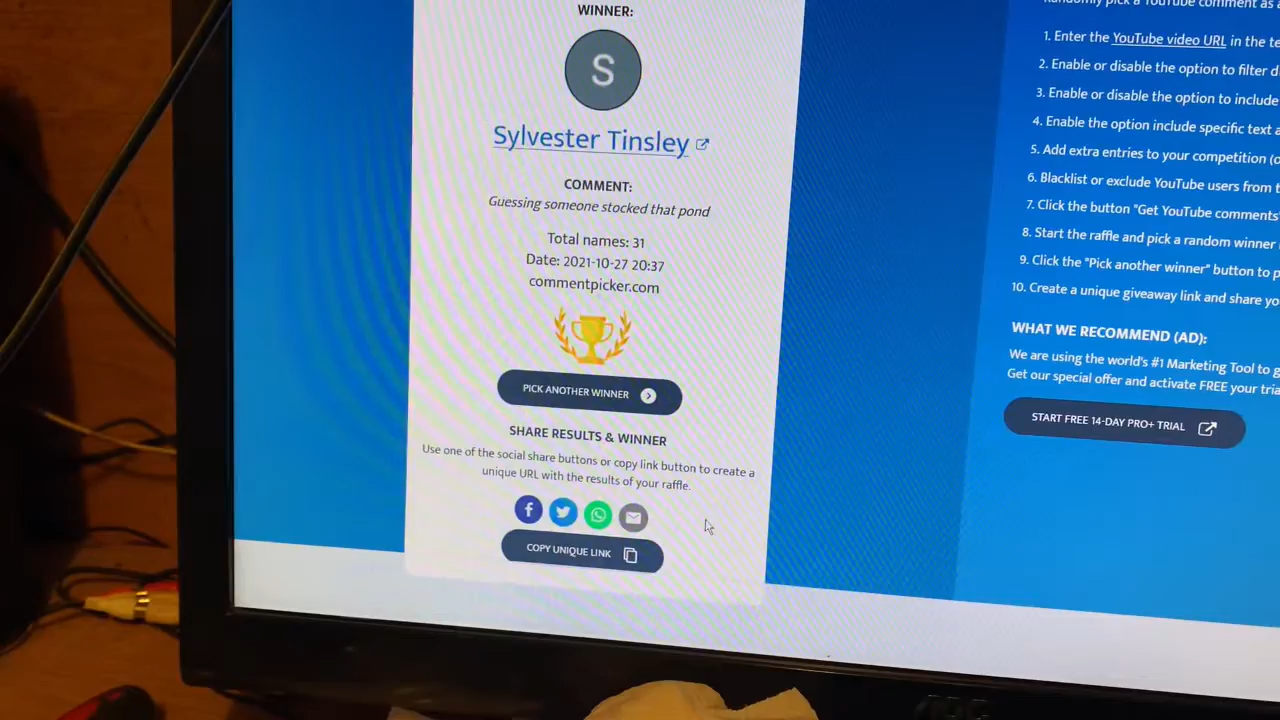 WINNER:
S
Sylvester Tinsley
COMMENT:
Guessing someone stocked that pond
Total names: 31
Date: 2021-10-27 20:37
commentpicker.com
PICK ANOTHER WINNER
SHARE RESULTS & WINNER
Use one of the social share buttons or copy link button to create a
unique URL with the results of your raffle.
COPY UNIQUE LINK
Randomly pick a YouTube comment as a
1. Enter the YouTube video URL in the
2. Enable or disable the option to filter
3. Enable or disable the option to include
4. Enable the option include specific text
5. Add extra entries to your competition
6. Blacklist or exclude YouTube users from
7. Click the button "Get YouTube comments"
8. Start the raffle and pick a random winner
9. Click the "Pick another winner" button to
10. Create a unique giveaway link and share
WHAT WE RECOMMEND (AD):
We are using the world's #1 Marketing Tool to
Get our special offer and activate FREE your
START FREE 14-DAY PRO+ TRIAL